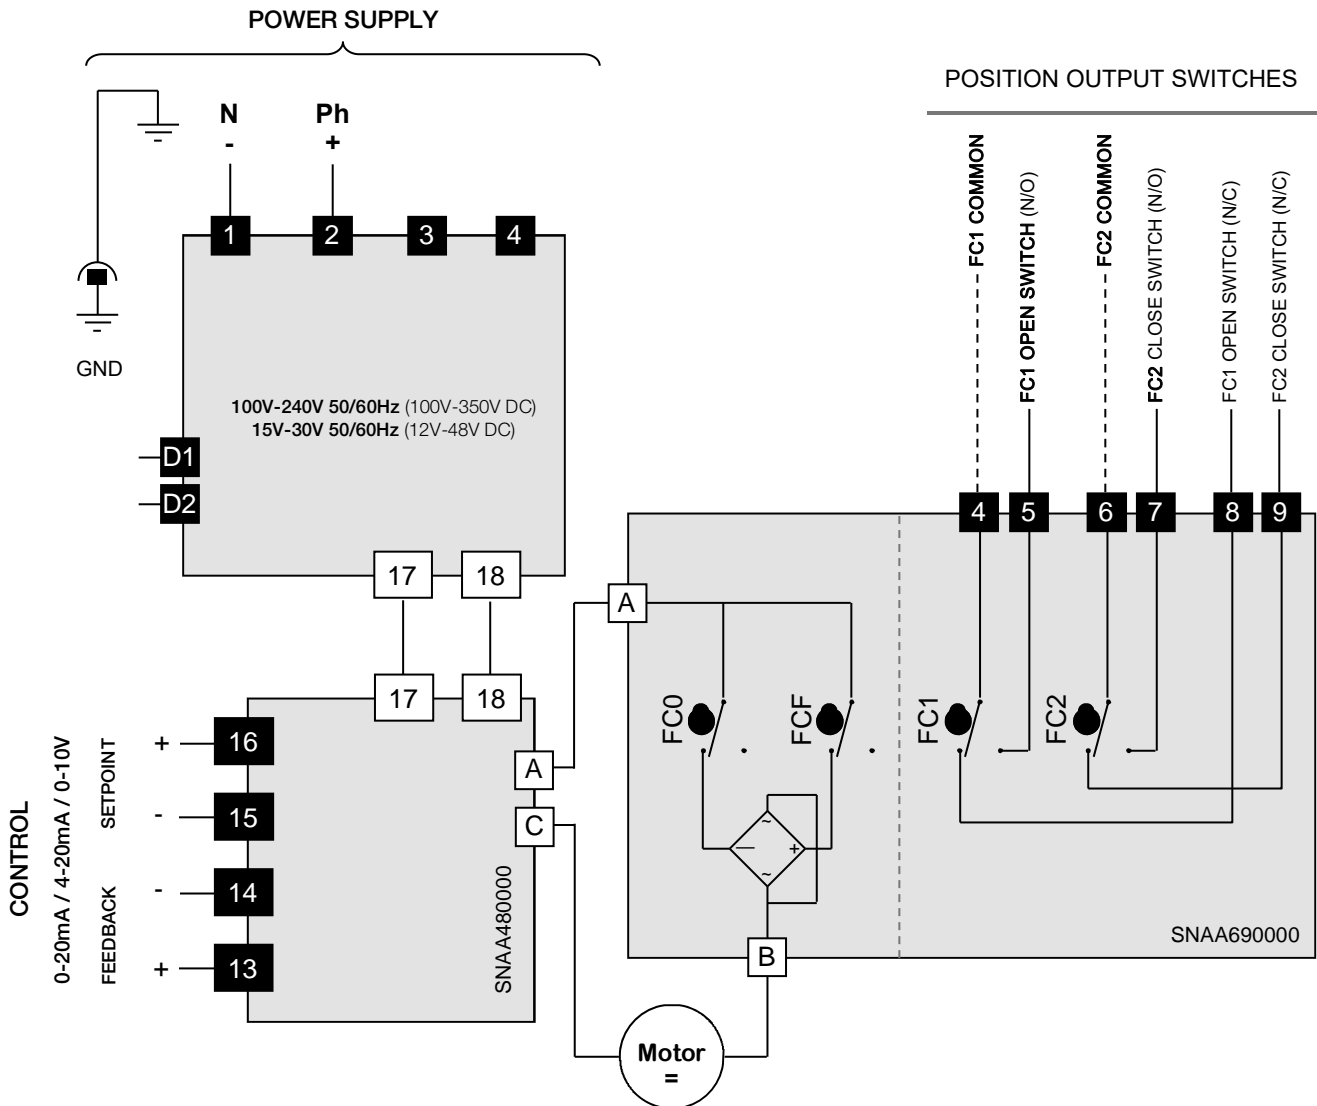 POWER SUPPLY
N
-
Ph
+
GND
1
2
3
4
100V-240V 50/60Hz (100V-350V DC)
15V-30V 50/60Hz (12V-48V DC)
D1
D2
17
18
17
18
CONTROL
0-20mA / 4-20mA / 0-10V
SETPOINT
FEEDBACK
+
-
-
+
16
15
14
13
A
C
SNAA480000
Motor
=
POSITION OUTPUT SWITCHES
FC1 COMMON
FC1 OPEN SWITCH (N/O)
FC2 COMMON
FC2 CLOSE SWITCH (N/O)
FC1 OPEN SWITCH (N/C)
FC2 CLOSE SWITCH (N/C)
4
5
6
7
8
9
A
FC0
FCF
FC1
FC2
~
— +
~
B
SNAA690000